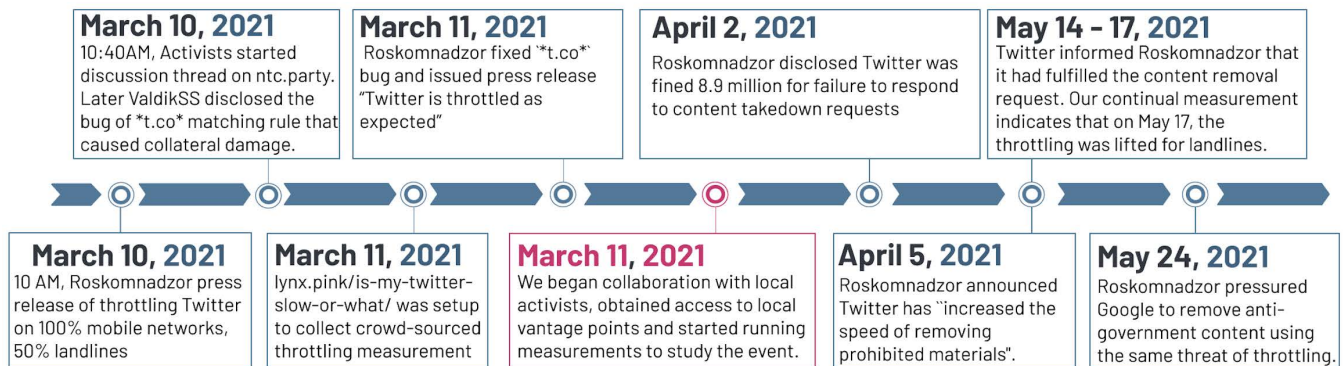 March 10, 2021
10:40AM, Activists started
discussion thread on ntc.party.
Later ValdikSS disclosed the
bug of *t.co* matching rule that
caused collateral damage.
March 11, 2021
Roskomnadzor fixed `*t.co*`
bug and issued press release
“Twitter is throttled as
expected”
April 2, 2021
Roskomnadzor disclosed Twitter was
fined 8.9 million for failure to respond
to content takedown requests
May 14 - 17, 2021
Twitter informed Roskomnadzor that
it had fulfilled the content removal
request. Our continual measurement
indicates that on May 17, the
throttling was lifted for landlines.
March 10, 2021
10 AM, Roskomnadzor press
release of throttling Twitter
on 100% mobile networks,
50% landlines
March 11, 2021
lynx.pink/is-my-twitter-
slow-or-what/ was setup
to collect crowd-sourced
throttling measurement
March 11, 2021
We began collaboration with local
activists, obtained access to local
vantage points and started running
measurements to study the event.
April 5, 2021
Roskomnadzor announced
Twitter has ``increased the
speed of removing
prohibited materials".
May 24, 2021
Roskomnadzor pressured
Google to remove anti-
government content using
the same threat of throttling.